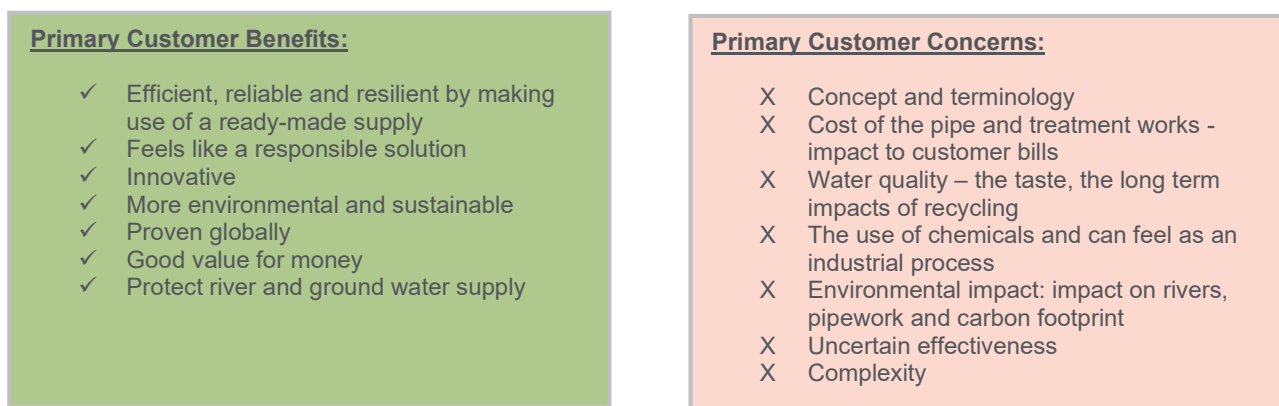 Primary Customer Benefits:
✓ Efficient, reliable and resilient by making
use of a ready-made supply
✓ Feels like a responsible solution
✓ Innovative
✓ More environmental and sustainable
✓ Proven globally
✓ Good value for money
✓ Protect river and ground water supply
Primary Customer Concerns:
X Concept and terminology
X Cost of the pipe and treatment works -
impact to customer bills
X Water quality – the taste, the long term
impacts of recycling
X The use of chemicals and can feel as an
industrial process
X Environmental impact: impact on rivers,
pipework and carbon footprint
X Uncertain effectiveness
X Complexity